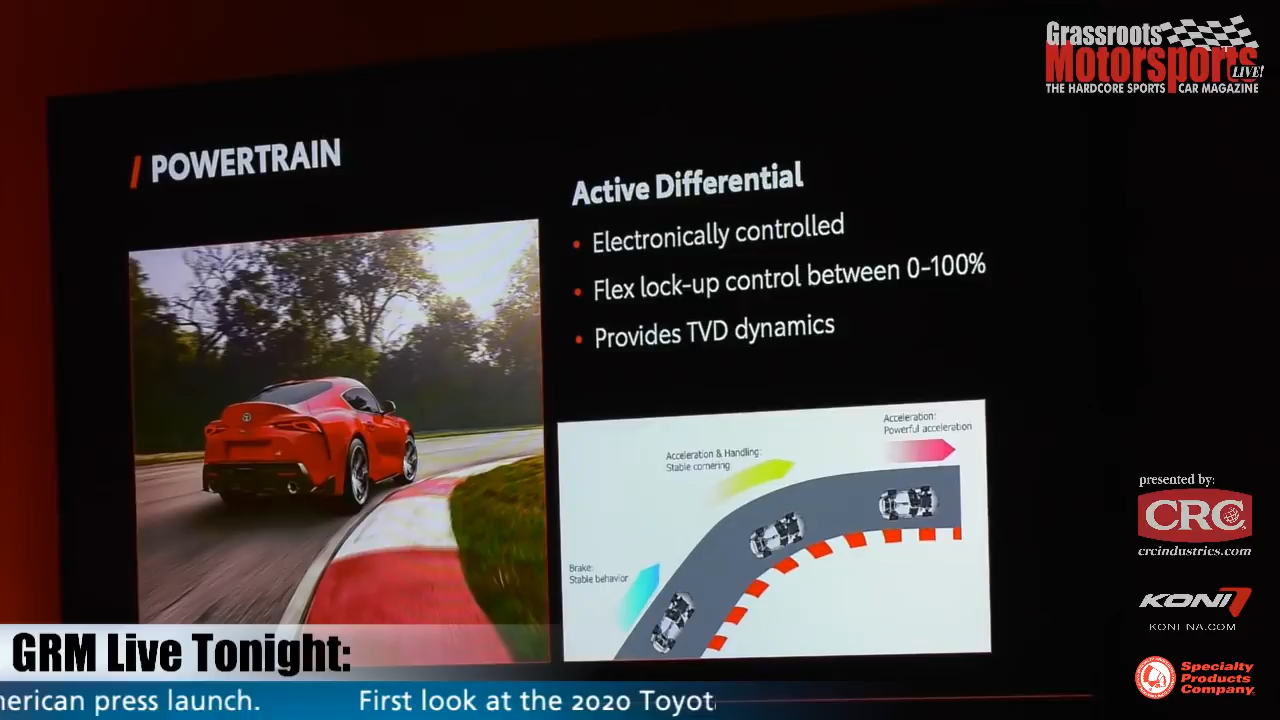 Grassroots
Motorsports
LIVE!
THE HARDCORE SPORTS CAR MAGAZINE
/ POWERTRAIN
Active Differential
• Electronically controlled
• Flex lock-up control between 0-100%
• Provides TVD dynamics
Acceleration:
Powerful acceleration
Acceleration & Handling:
Stable cornering
Brake:
Stable behavior
presented by:
CRC
crcindustries.com
KONI
KONI-NA.COM
Specialty
Products
Company
GRM Live Tonight:
merican press launch. First look at the 2020 Toyot